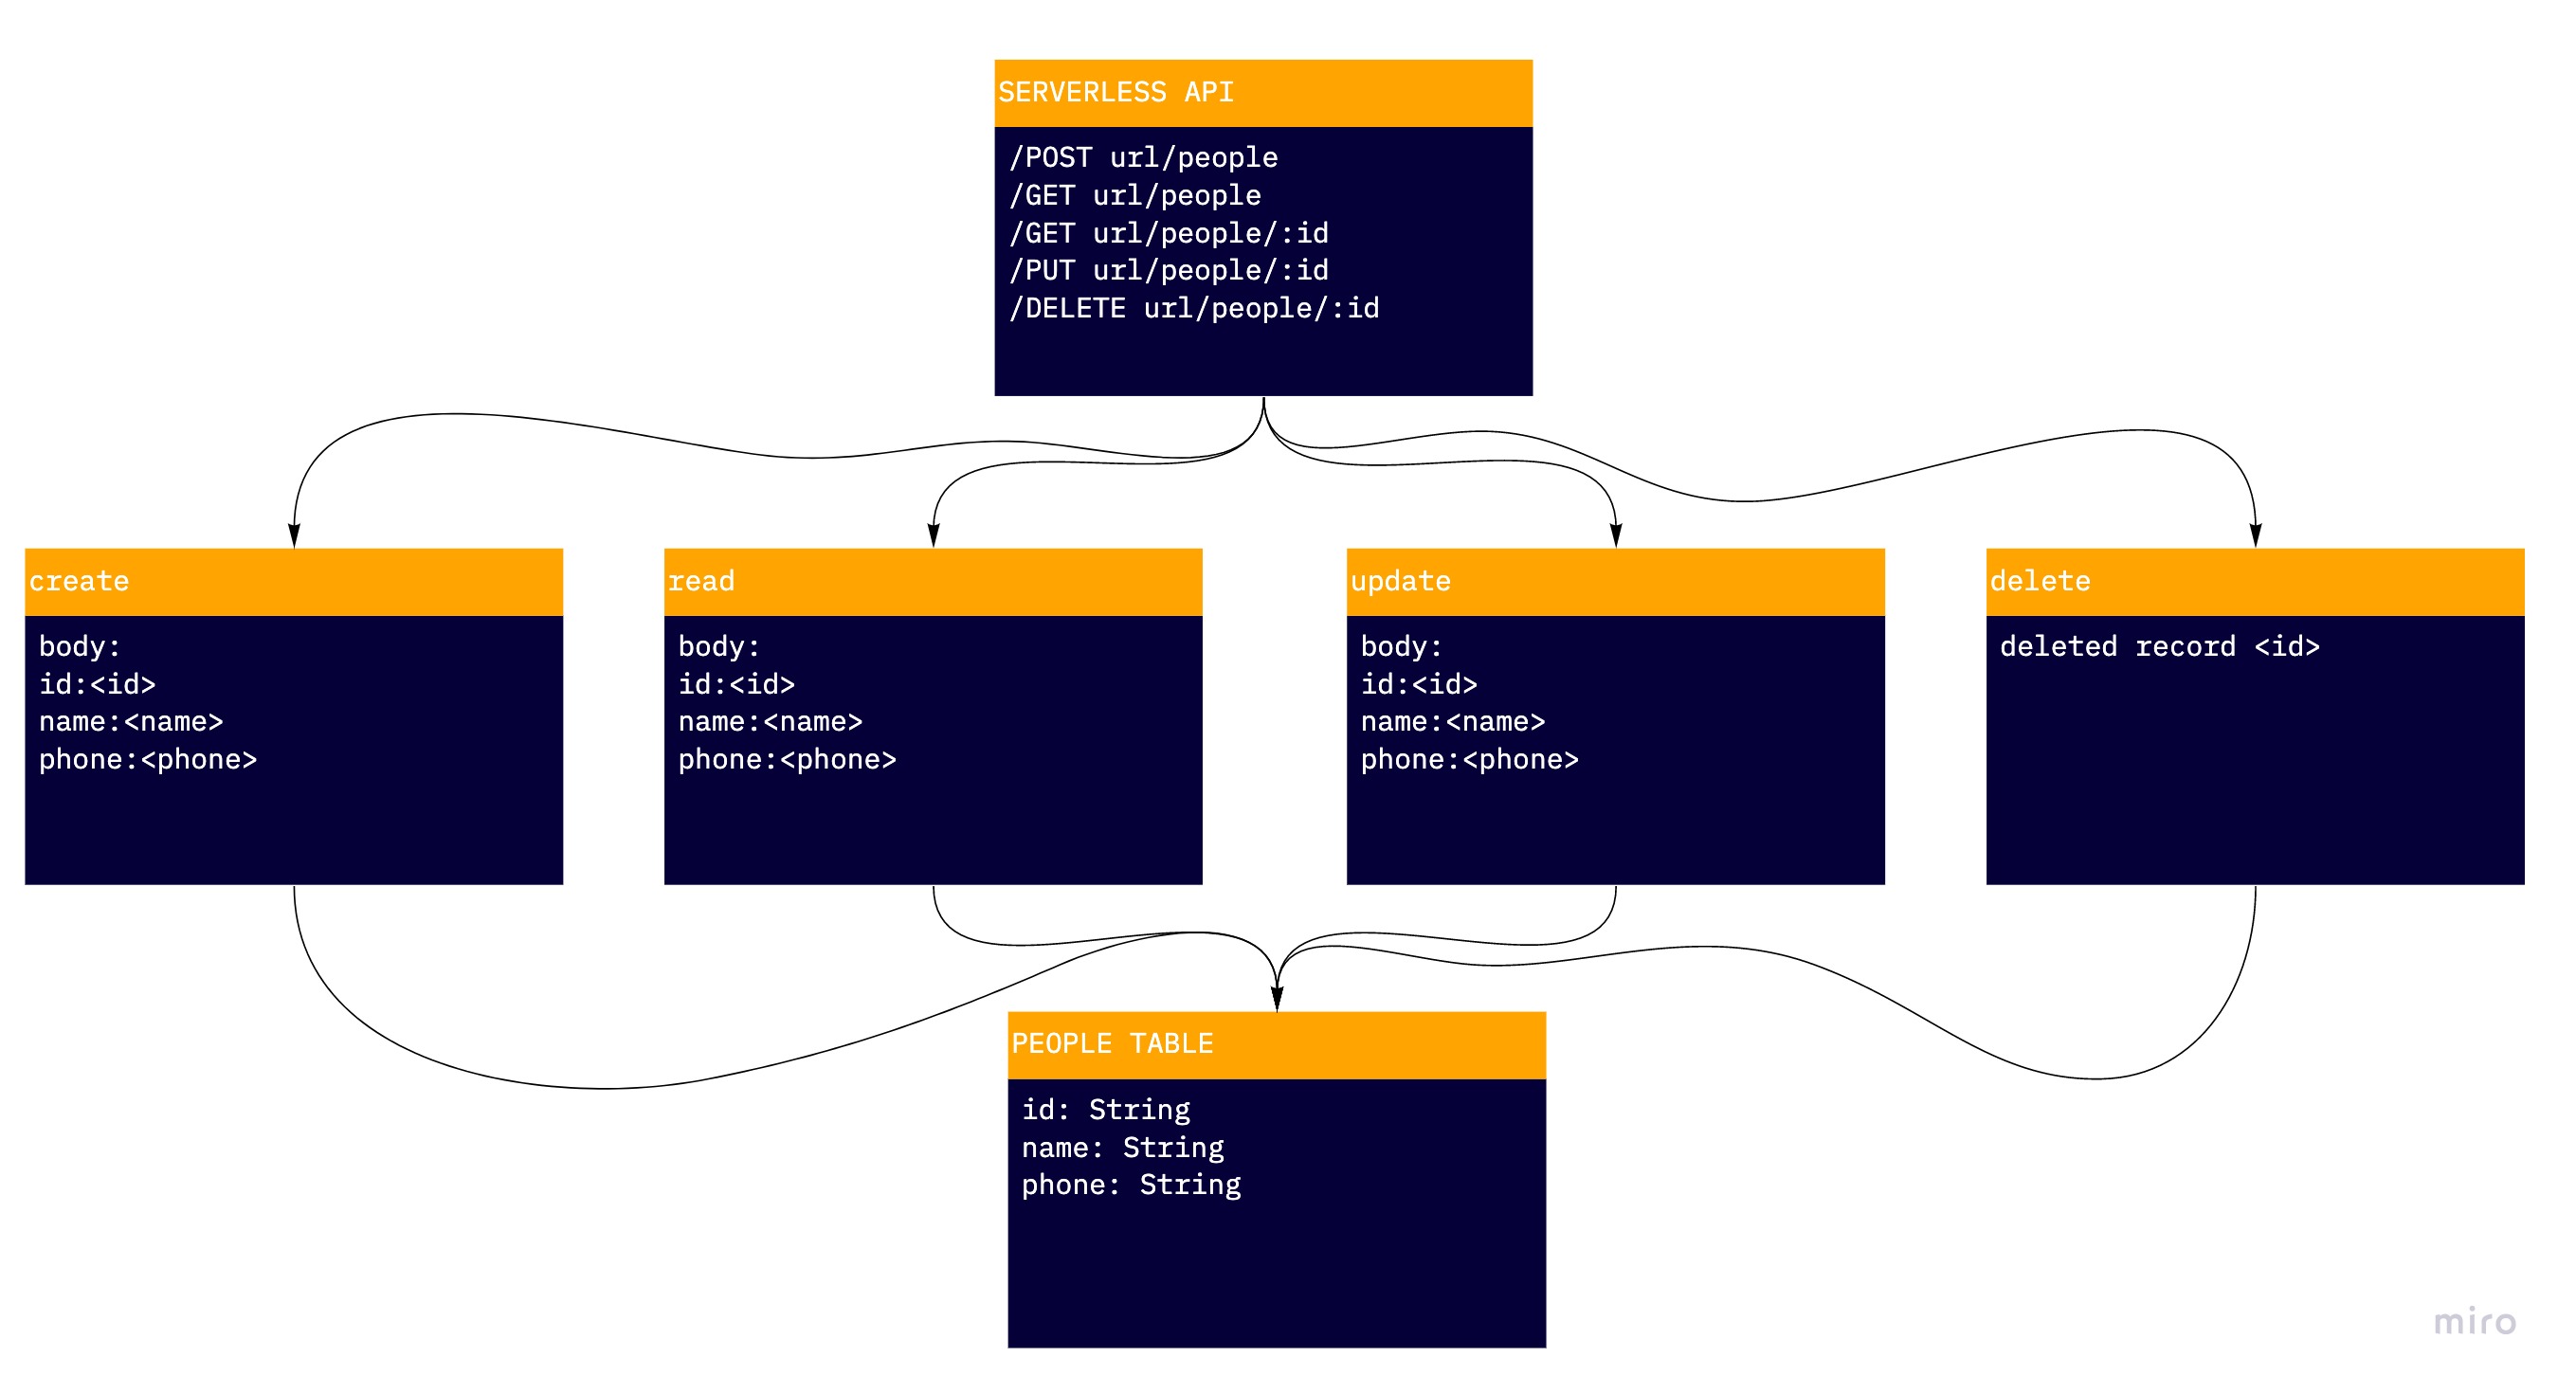 SERVERLESS API
/POST url/people
/GET url/people
/GET url/people/:id
/PUT url/people/:id
/DELETE url/people/:id
create
body:
id:<id>
name:<name>
phone:<phone>
read
body:
id:<id>
name:<name>
phone:<phone>
update
body:
id:<id>
name:<name>
phone:<phone>
delete
deleted record <id>
PEOPLE TABLE
id: String
name: String
phone: String
miro